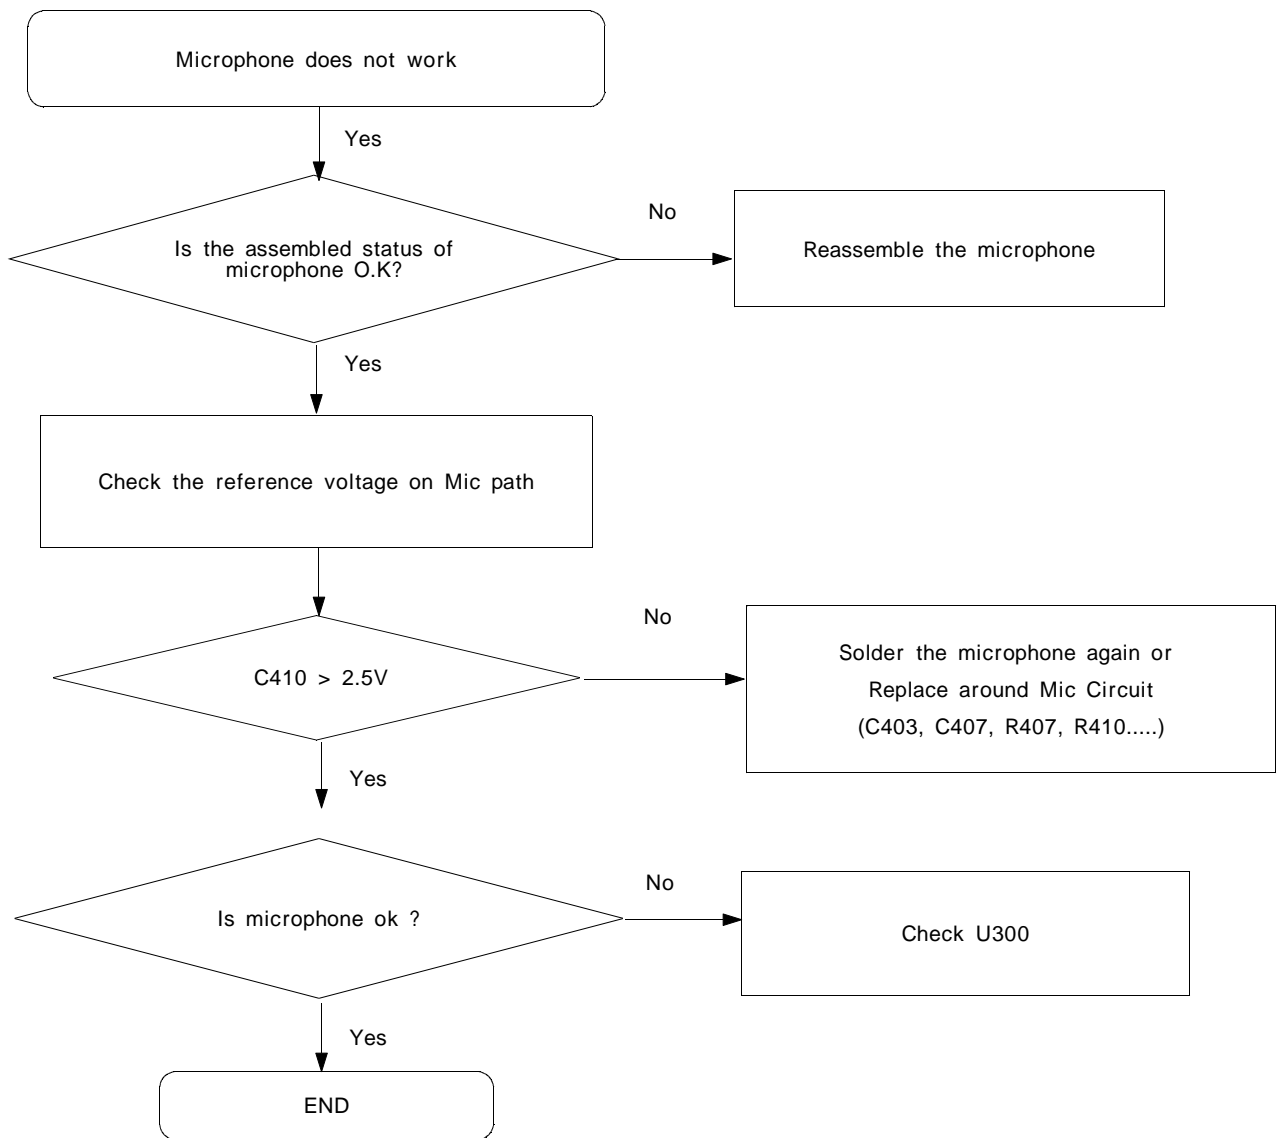 Microphone does not work
Yes
Is the assembled status of
microphone O.K?
No
Reassemble the microphone
Yes
Check the reference voltage on Mic path
C410 > 2.5V
No
Solder the microphone again or
Replace around Mic Circuit
(C403, C407, R407, R410.....)
Yes
Is microphone ok ?
No
Check U300
Yes
END